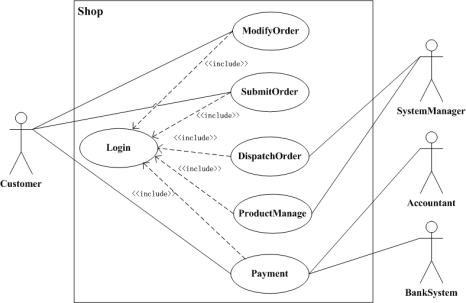 Shop
ModifyOrder
<<include>>
SubmitOrder
<<include>>
SystemManager
<<include>>
Login
DispatchOrder
<<include>>
Customer
<<include>>
ProductManage
Accountant
Payment
BankSystem